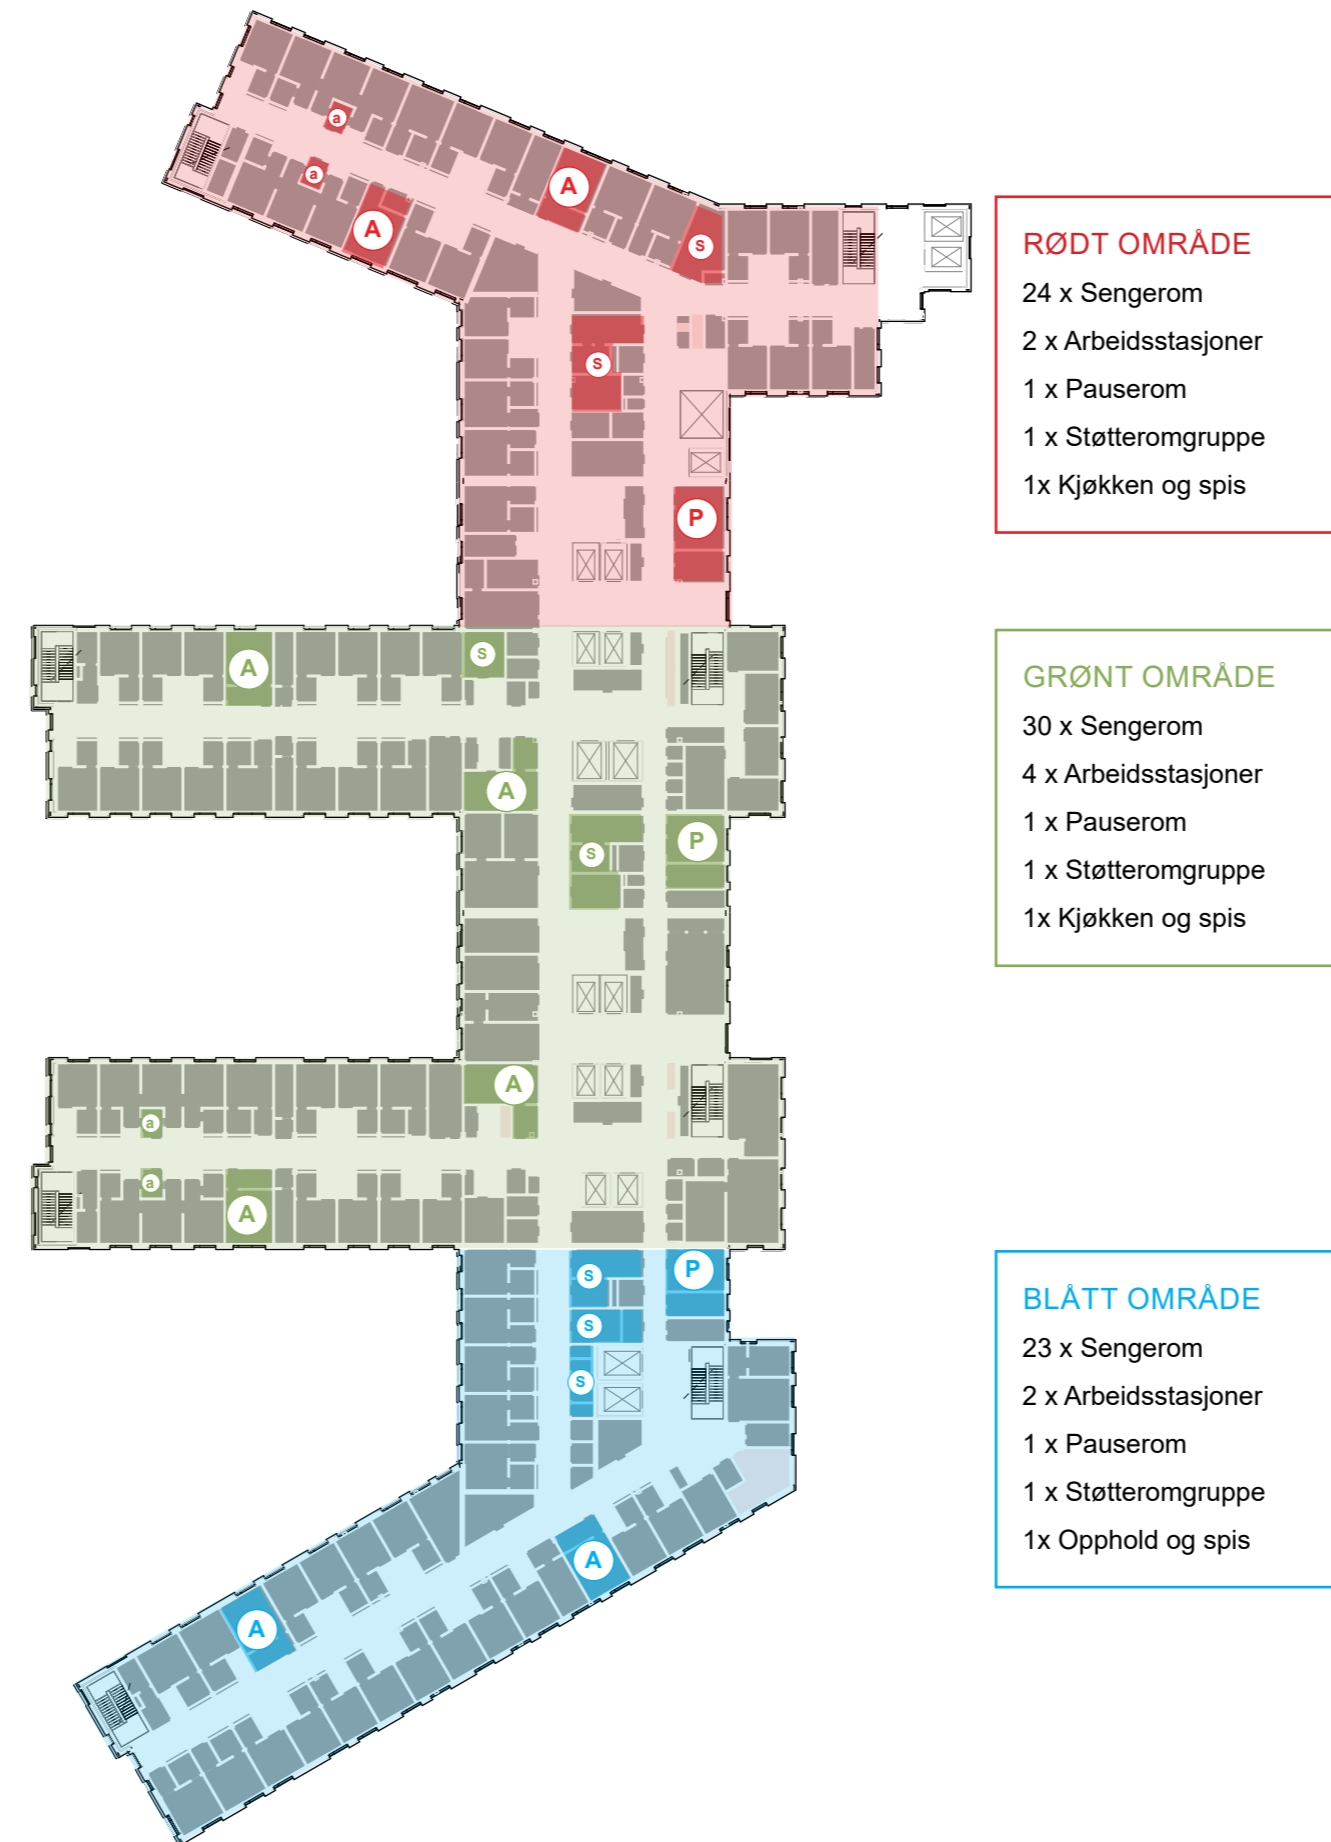 a
a
A
A
S
S
P
RØDT OMRÅDE
24 x Sengerom
2 x Arbeidsstasjoner
1 x Pauserom
1 x Støtteromgruppe
1x Kjøkken og spis
A
S
A
S
P
A
a
a
A
GRØNT OMRÅDE
30 x Sengerom
4 x Arbeidsstasjoner
1 x Pauserom
1 x Støtteromgruppe
1x Kjøkken og spis
S
P
S
S
A
A
BLÅTT OMRÅDE
23 x Sengerom
2 x Arbeidsstasjoner
1 x Pauserom
1 x Støtteromgruppe
1x Opphold og spis